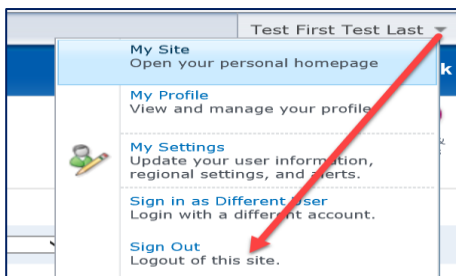 Test First Test Last
My Site
Open your personal homepage
k
My Profile
View and manage your profile.
My Settings
Update your user information,
regional settings, and alerts.
Sign in as Different User
Login with a different account.
Sign Out
Logout of this site.